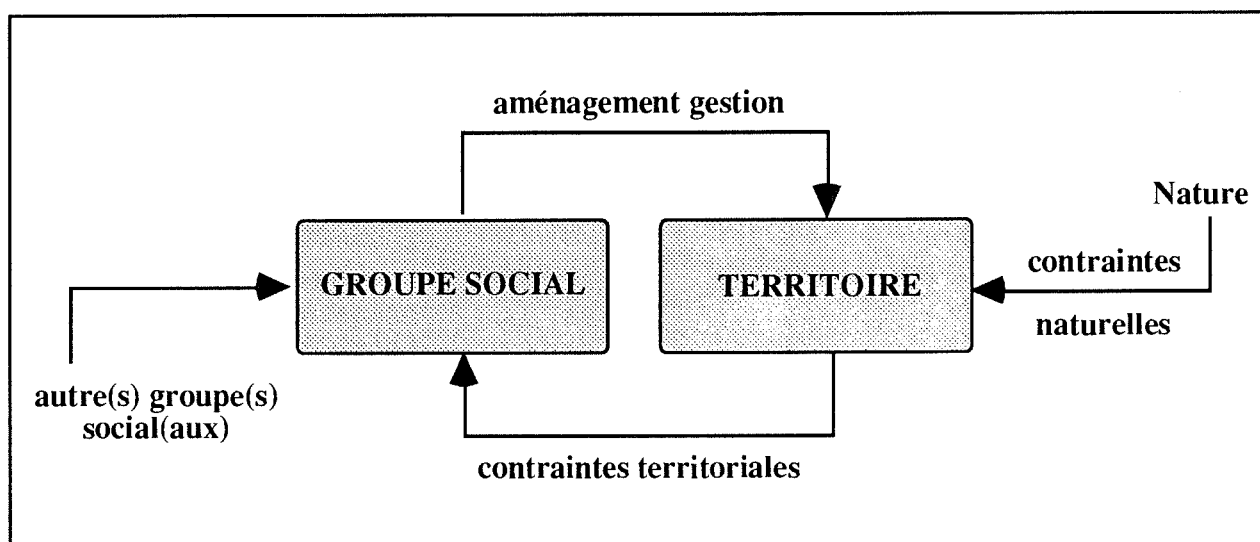 aménagement gestion
Nature
GROUPE SOCIAL
TERRITOIRE
contraintes
naturelles
autre(s) groupe(s)
social(aux)
contraintes territoriales